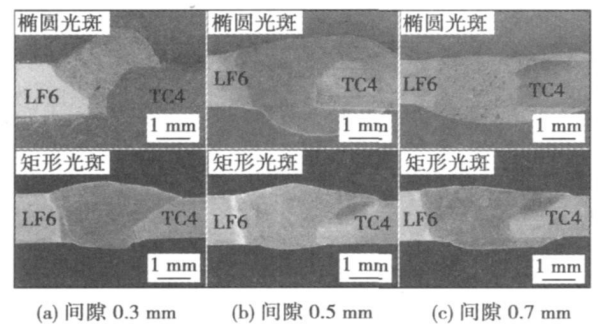 椭圆光斑 椭圆光斑 椭圆光斑
LF6 TC4 LF6 TC4 LF6 TC4
1 mm 1 mm 1 mm
矩形光斑 矩形光斑 矩形光斑
LF6 TC4 LF6 TC4 LF6 TC4
1 mm 1 mm 1 mm
(a) 间隙 0.3 mm (b) 间隙 0.5 mm (c) 间隙 0.7 mm